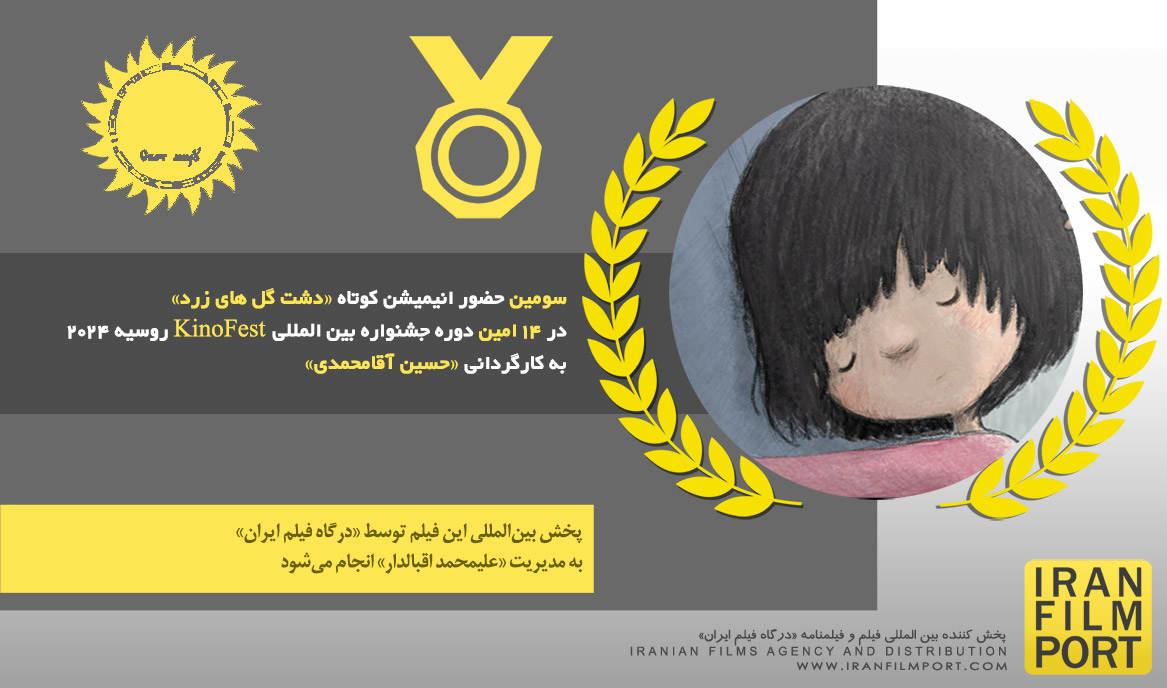 سومین حضور انیمیشن کوتاه «دشت گل های زرد»
در ۱۴ امین دوره جشنواره بین المللی KinoFest روسیه ۲۰۲۴
به کارگردانی «حسین آقامحمدی»
پخش بین‌المللی این فیلم توسط «درگاه فیلم ایران»
به مدیریت «علیمحمد اقبالدار» انجام می‌شود
پخش کننده بین المللی فیلم و فیلمنامه «درگاه فیلم ایران»
IRANIAN FILMS AGENCY AND DISTRIBUTION
WWW.IRANFILMPORT.COM
IRAN
FILM
PORT